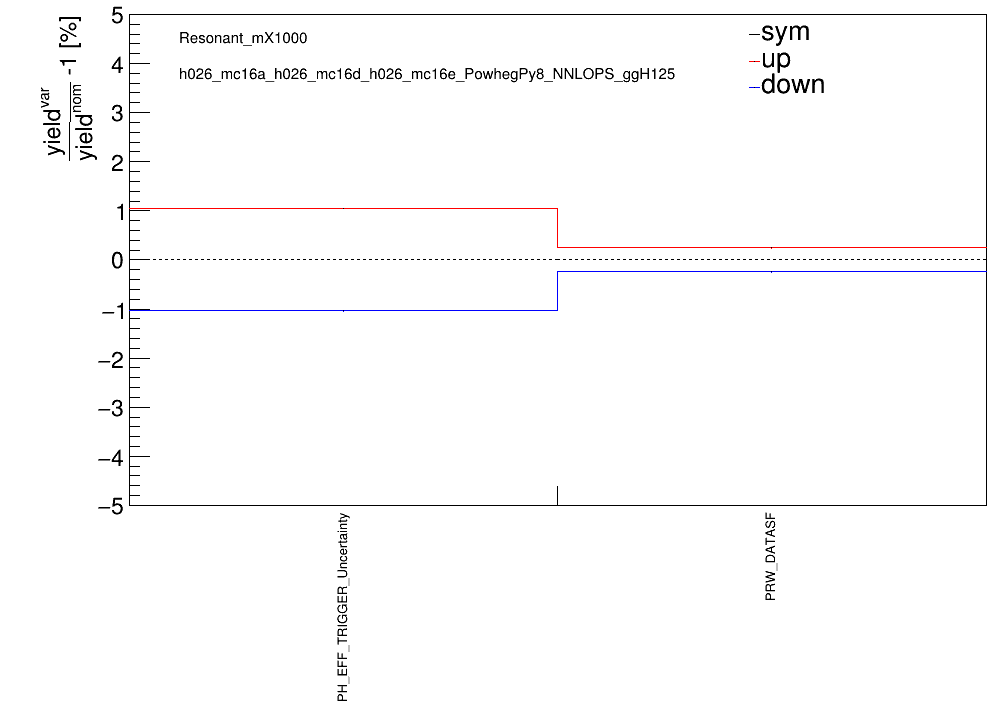 yield^var / yield^nom -1 [%]
5
4
3
2
1
0
−1
−2
−3
−4
−5
Resonant_mX1000
h026_mc16a_h026_mc16d_h026_mc16e_PowhegPy8_NNLOPS_ggH125
sym
up
down
PH_EFF_TRIGGER_Uncertainty
PRW_DATASF